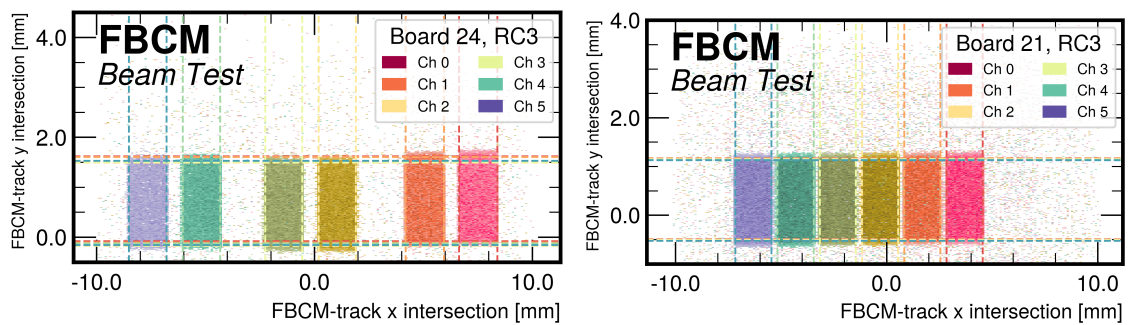 FBCM
Beam Test
Board 24, RC3
Ch 0
Ch 1
Ch 2
Ch 3
Ch 4
Ch 5
FBCM-track y intersection [mm]
4.0
2.0
0.0
-10.0
0.0
10.0
FBCM-track x intersection [mm]
FBCM
Beam Test
Board 21, RC3
Ch 0
Ch 1
Ch 2
Ch 3
Ch 4
Ch 5
FBCM-track y intersection [mm]
4.0
2.0
0.0
-10.0
0.0
10.0
FBCM-track x intersection [mm]